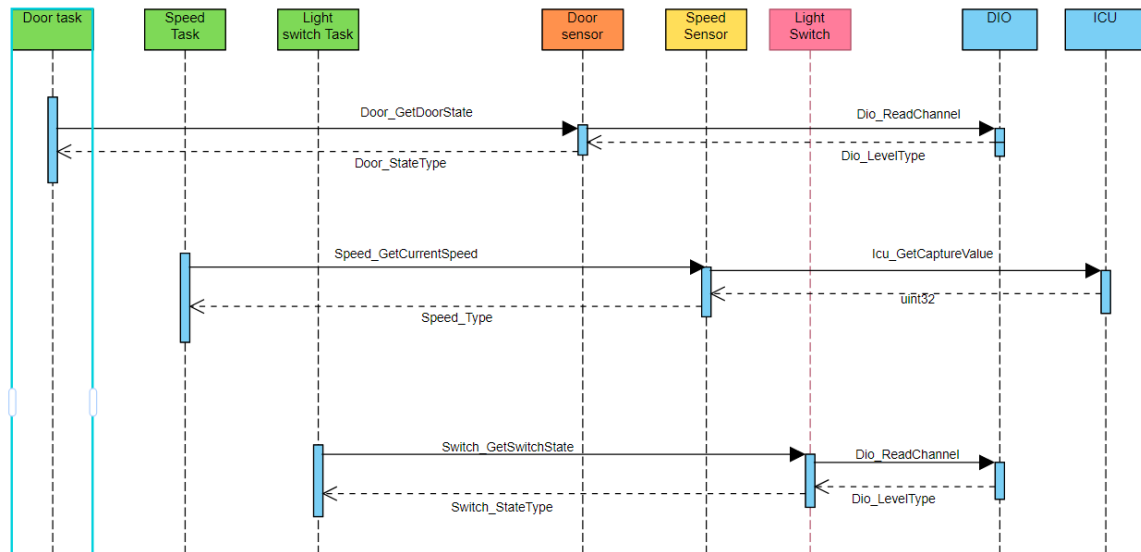 Door task
Speed
Task
Light
switch Task
Door
sensor
Speed
Sensor
Light
Switch
DIO
ICU
Door_GetDoorState
Dio_ReadChannel
Door_StateType
Dio_LevelType
Speed_GetCurrentSpeed
Icu_GetCaptureValue
Speed_Type
uint32
Switch_GetSwitchState
Dio_ReadChannel
Switch_StateType
Dio_LevelType